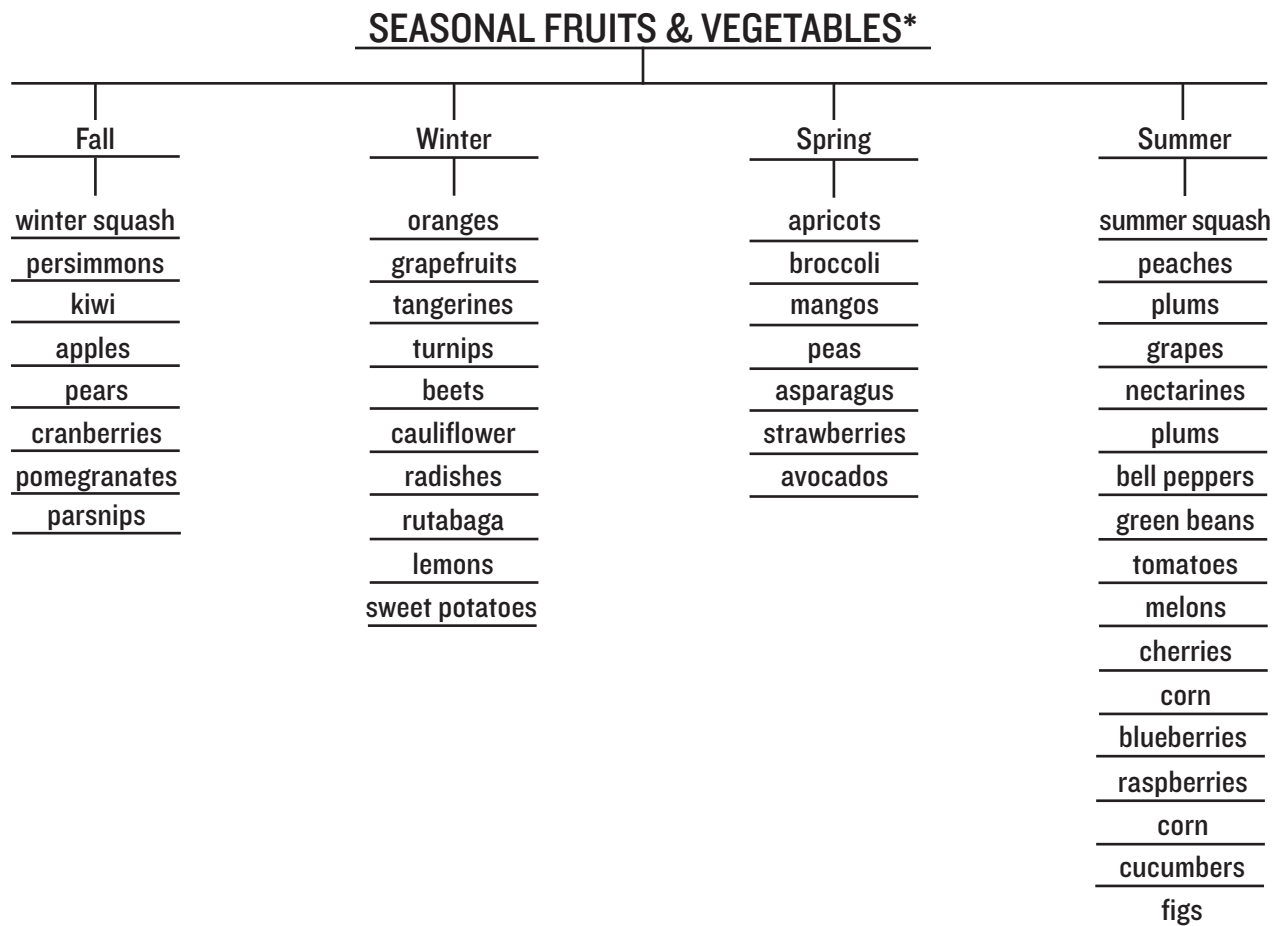 SEASONAL FRUITS & VEGETABLES*
Fall
winter squash
persimmons
kiwi
apples
pears
cranberries
pomegranates
parsnips
Winter
oranges
grapefruits
tangerines
turnips
beets
cauliflower
radishes
rutabaga
lemons
sweet potatoes
Spring
apricots
broccoli
mangos
peas
asparagus
strawberries
avocados
Summer
summer squash
peaches
plums
grapes
nectarines
plums
bell peppers
green beans
tomatoes
melons
cherries
corn
blueberries
raspberries
corn
cucumbers
figs